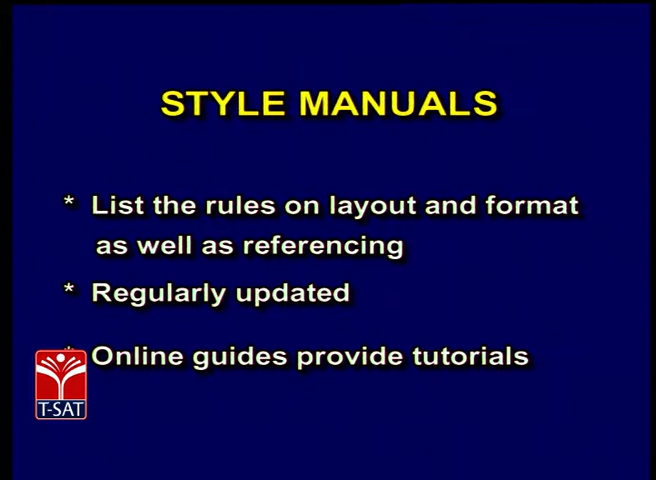 STYLE MANUALS
* List the rules on layout and format
as well as referencing
* Regularly updated
* Online guides provide tutorials
T-SAT